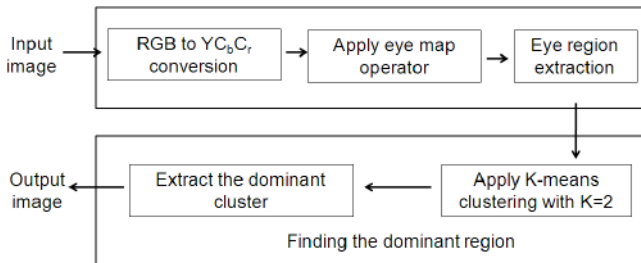 Input
image
RGB to YCbCr
conversion
Apply eye map
operator
Eye region
extraction
Output
image
Extract the dominant
cluster
Apply K-means
clustering with K=2
Finding the dominant region